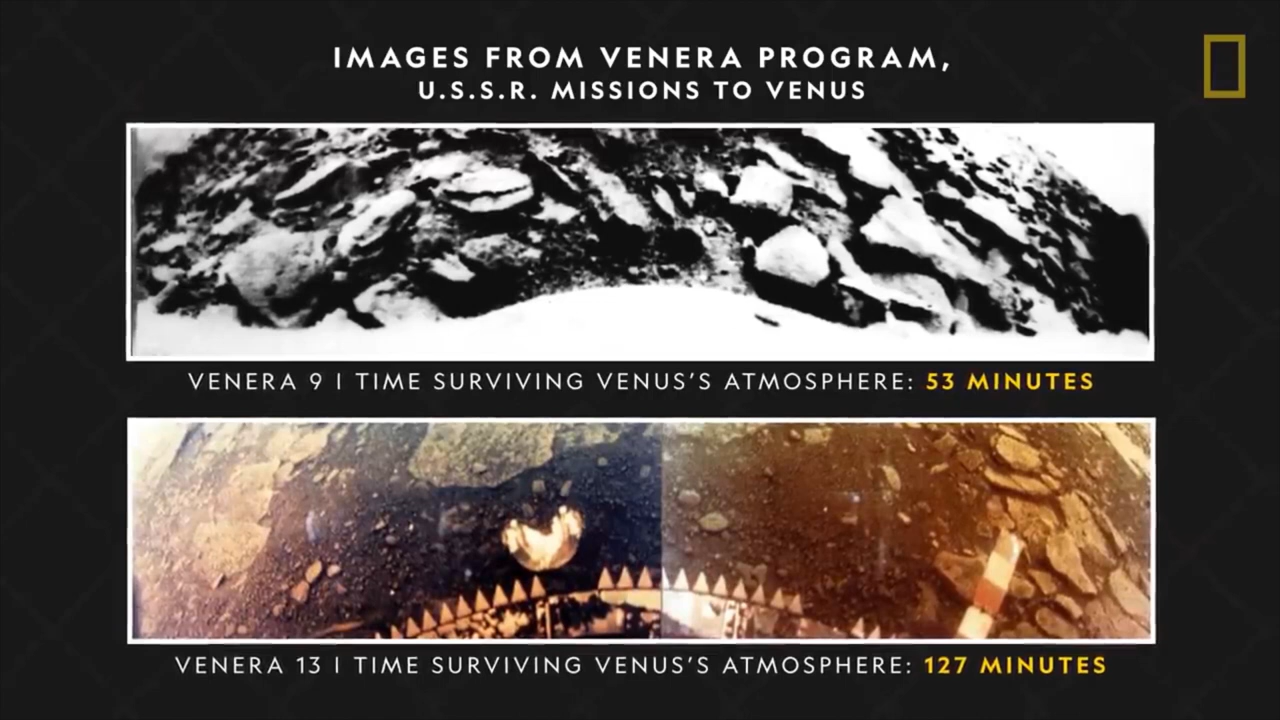 IMAGES FROM VENERA PROGRAM,
U.S.S.R. MISSIONS TO VENUS
VENERA 9 | TIME SURVIVING VENUS'S ATMOSPHERE: 53 MINUTES
VENERA 13 | TIME SURVIVING VENUS'S ATMOSPHERE: 127 MINUTES